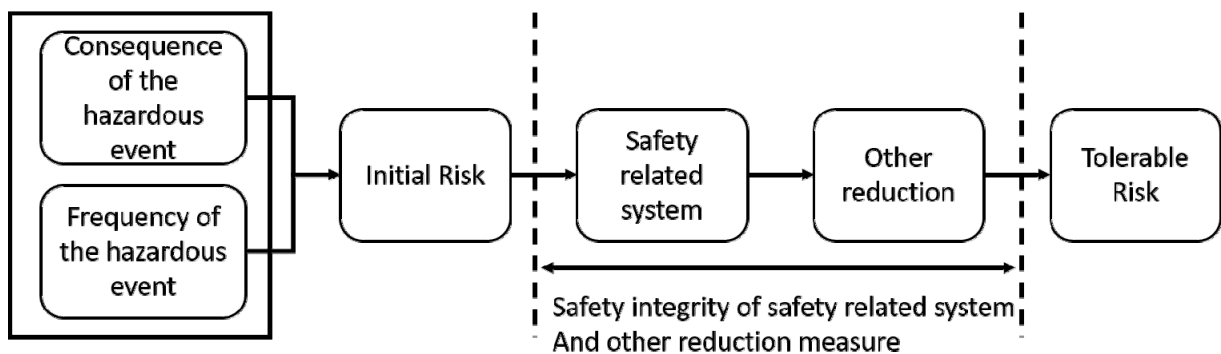 Consequence
of the
hazardous
event
Frequency of
the hazardous
event
Initial Risk
Safety
related
system
Other
reduction
Tolerable
Risk
Safety integrity of safety related system
And other reduction measure